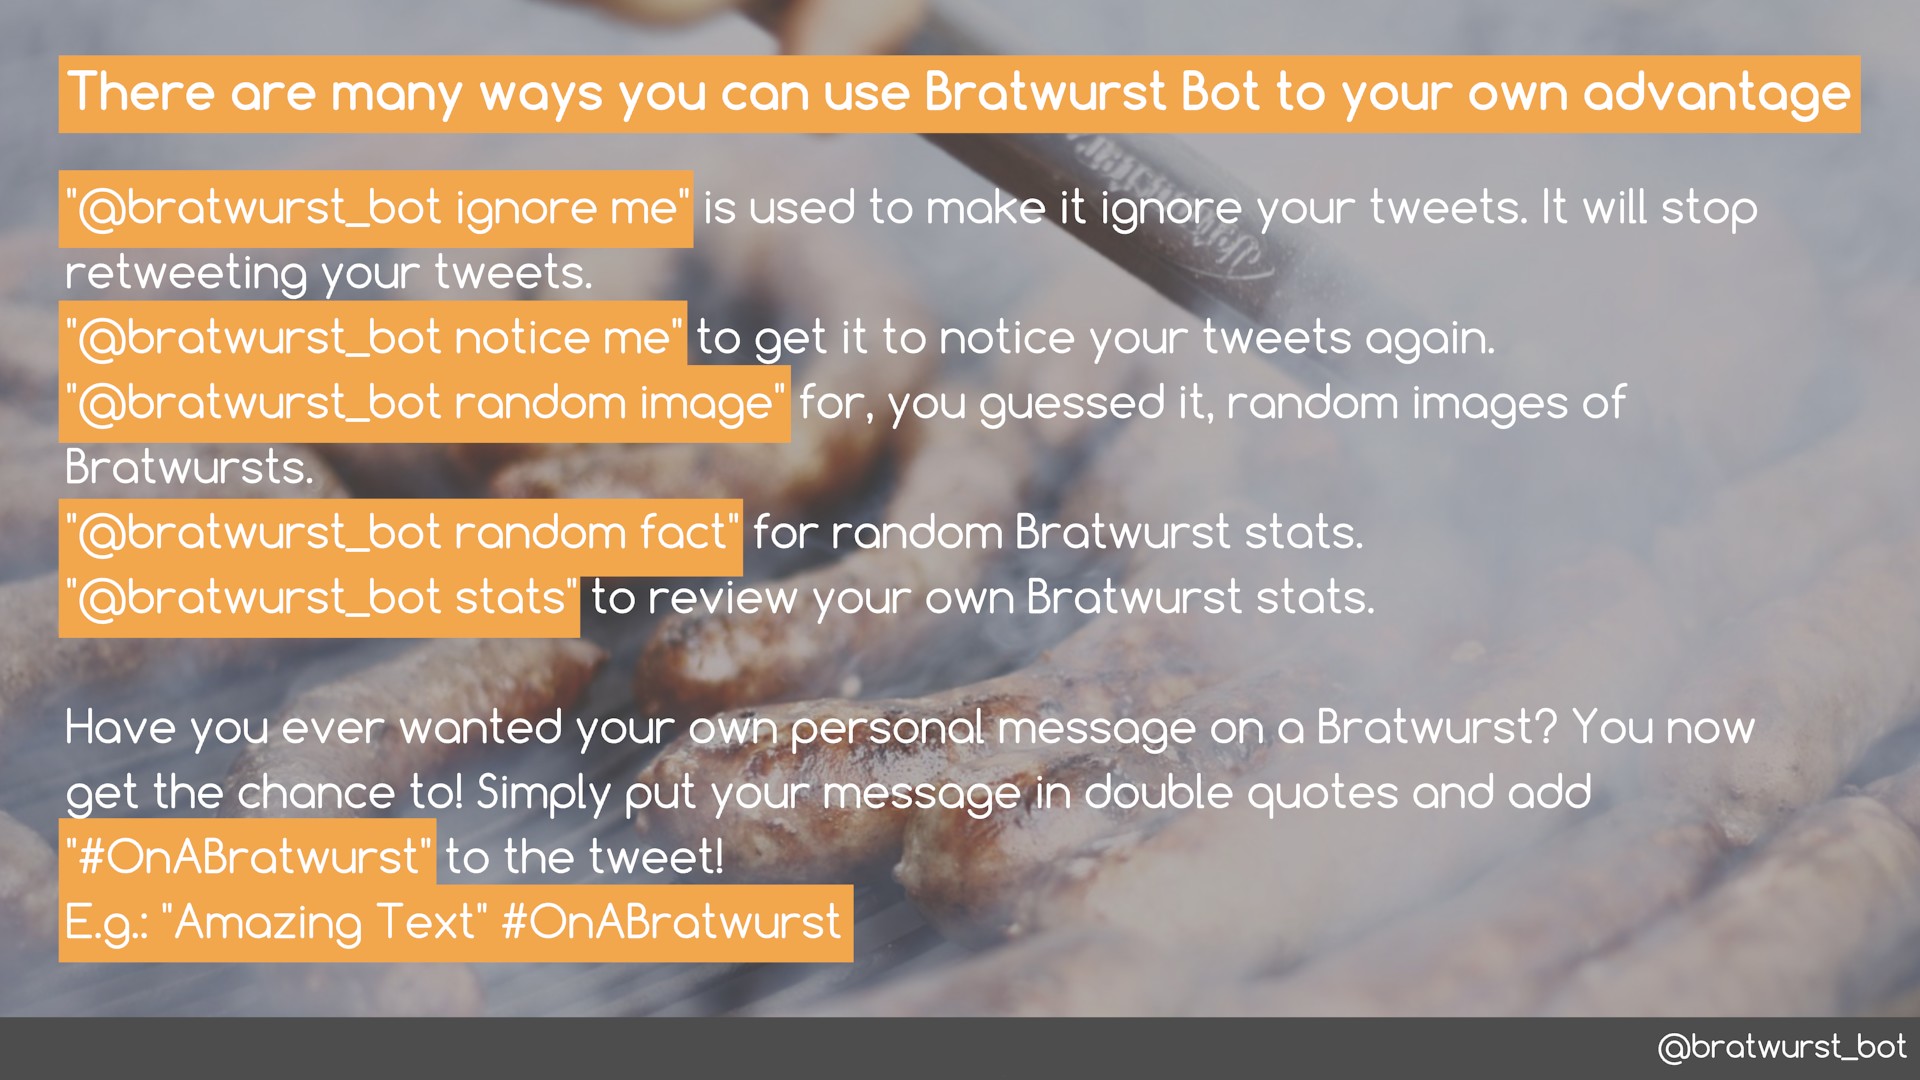 There are many ways you can use Bratwurst Bot to your own advantage
"@bratwurst_bot ignore me" is used to make it ignore your tweets. It will stop
retweeting your tweets.
"@bratwurst_bot notice me" to get it to notice your tweets again.
"@bratwurst_bot random image" for, you guessed it, random images of
Bratwursts.
"@bratwurst_bot random fact" for random Bratwurst stats.
"@bratwurst_bot stats" to review your own Bratwurst stats.
Have you ever wanted your own personal message on a Bratwurst? You now
get the chance to! Simply put your message in double quotes and add
"#OnABratwurst" to the tweet!
E.g.: "Amazing Text" #OnABratwurst
@bratwurst_bot